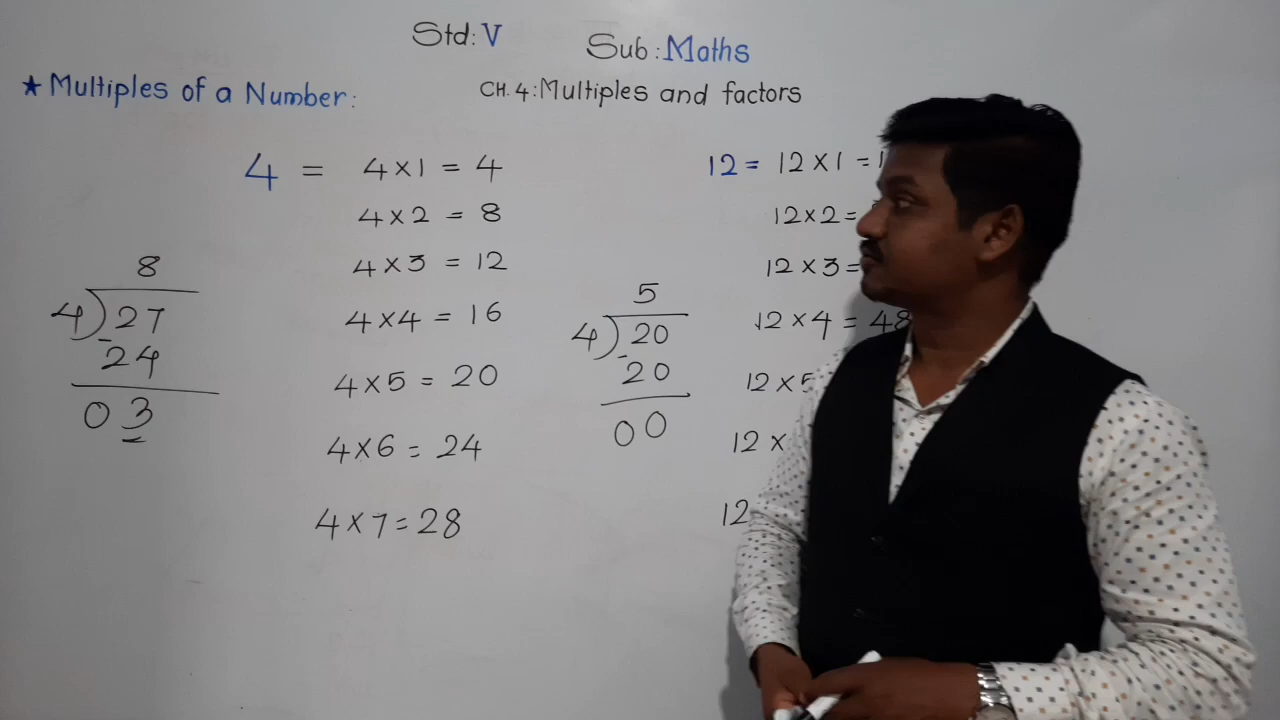 Std: V
Sub: Maths
★ Multiples of a Number:
CH. 4: Multiples and factors
4 = 4 × 1 = 4
4 × 2 = 8
4 × 3 = 12
4 × 4 = 16
4 × 5 = 20
4 × 6 = 24
4 × 7 = 28
8
4) 27
- 24
03
5
4) 20
- 20
00
12 = 12 × 1 = 1
12 × 2 =
12 × 3 =
12 × 4 = 48
12 × 5
12 ×
12